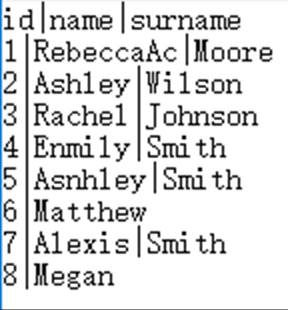 id|name|surname
1|RebeccaAc|Moore
2|Ashley|Wilson
3|Rachel|Johnson
4|Enmily|Smith
5|Asnhley|Smith
6|Matthew
7|Alexis|Smith
8|Megan